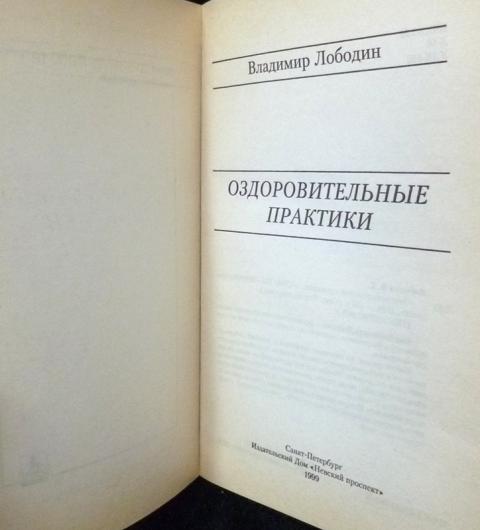 Владимир Лободин
ОЗДОРОВИТЕЛЬНЫЕ
ПРАКТИКИ
Санкт-Петербург
Издательский Дом «Невский проспект»
1999